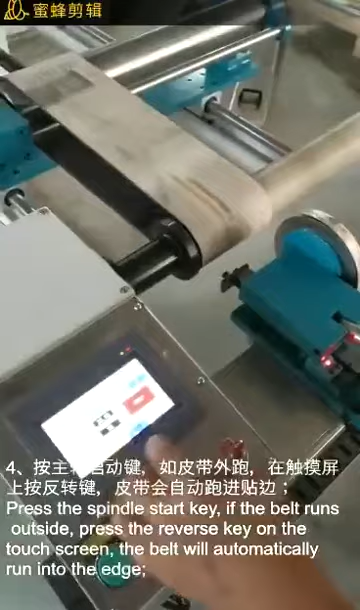 蜜蜂剪辑
4、按主轴启动键，如皮带外跑，在触摸屏
上按反转键，皮带会自动跑进贴边；
Press the spindle start key, if the belt runs
outside, press the reverse key on the
touch screen, the belt will automatically
run into the edge;